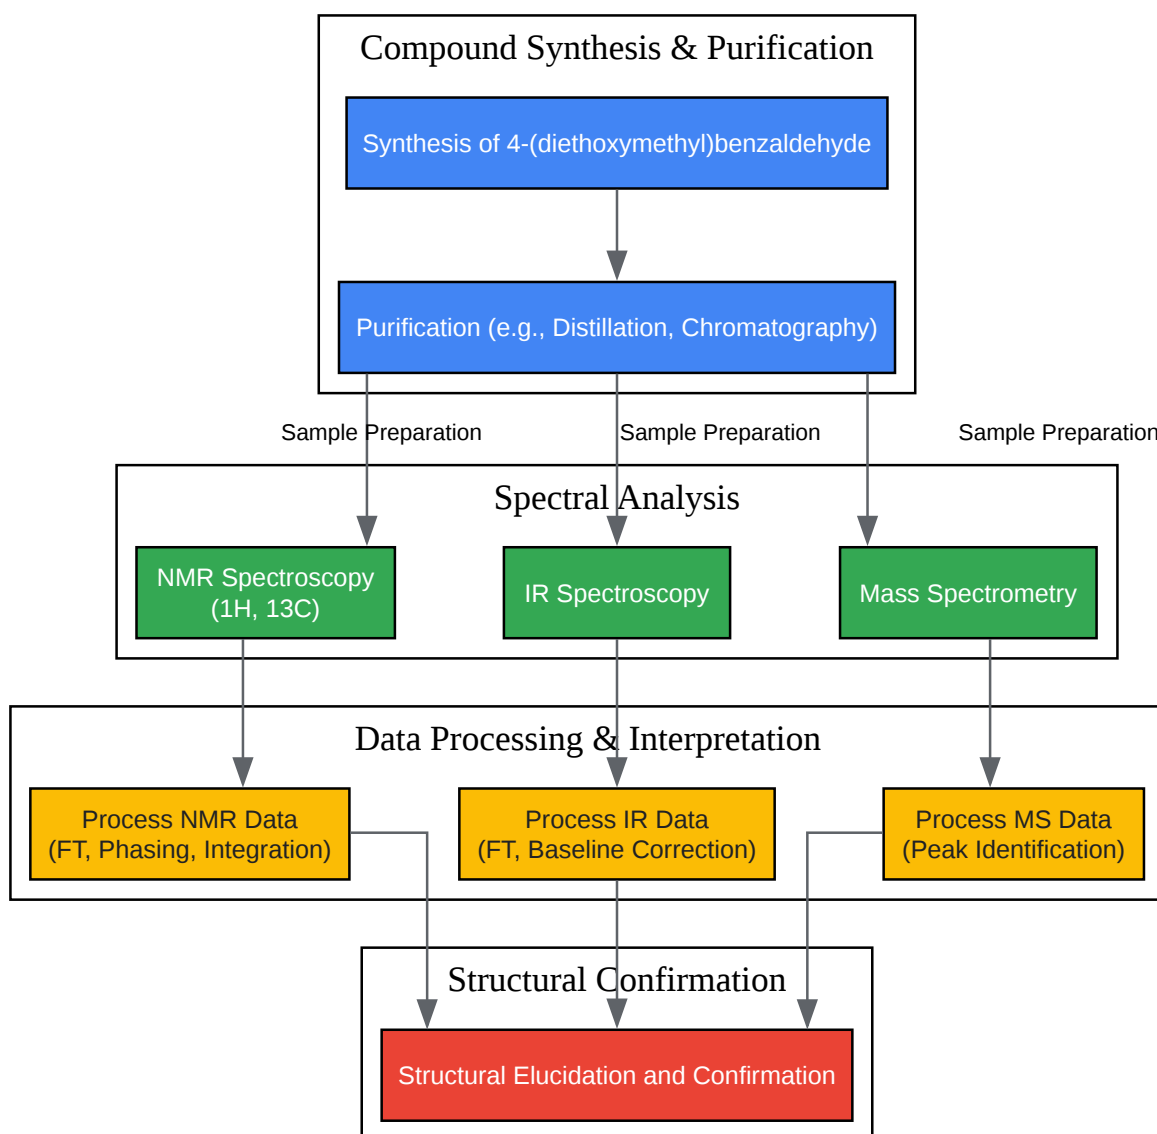 Compound Synthesis & Purification
Synthesis of 4-(diethoxymethyl)benzaldehyde
Purification (e.g., Distillation, Chromatography)
Sample Preparation
Sample Preparation
Sample Preparation
Spectral Analysis
NMR Spectroscopy
(1H, 13C)
IR Spectroscopy
Mass Spectrometry
Data Processing & Interpretation
Process NMR Data
(FT, Phasing, Integration)
Process IR Data
(FT, Baseline Correction)
Process MS Data
(Peak Identification)
Structural Confirmation
Structural Elucidation and Confirmation